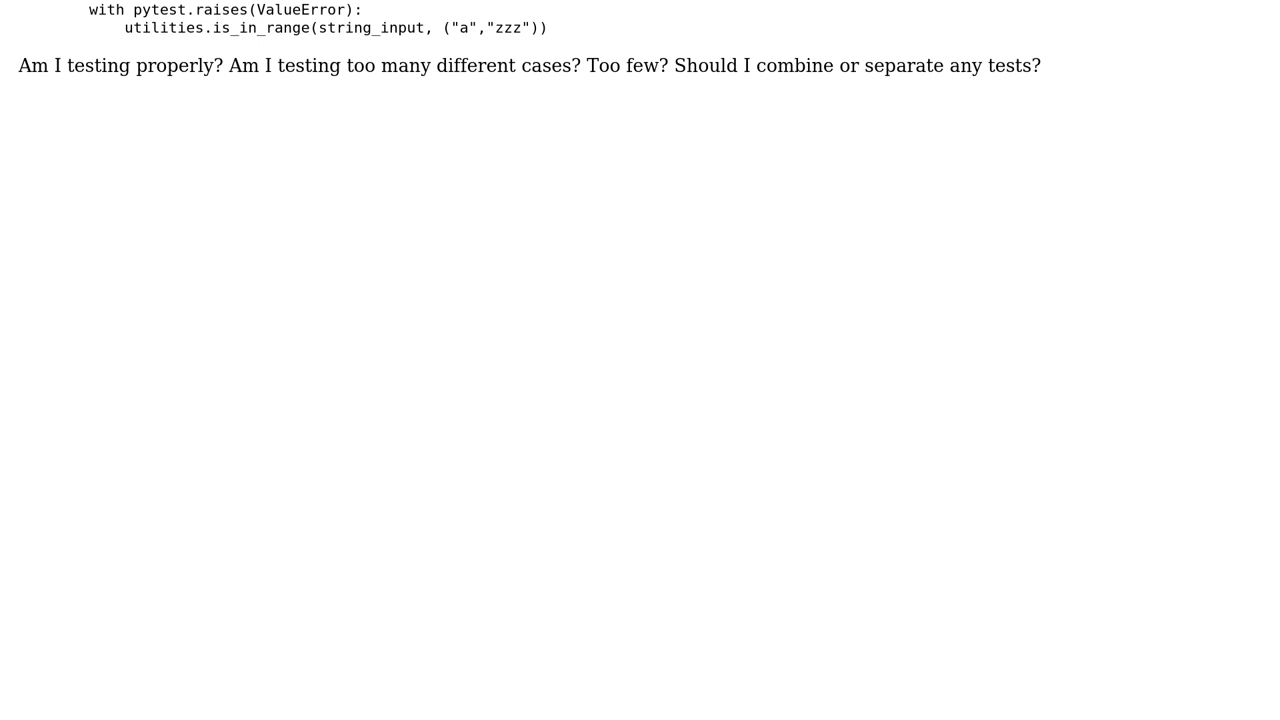 with pytest.raises(ValueError):
utilities.is_in_range(string_input, ("a","zzz"))
Am I testing properly? Am I testing too many different cases? Too few? Should I combine or separate any tests?